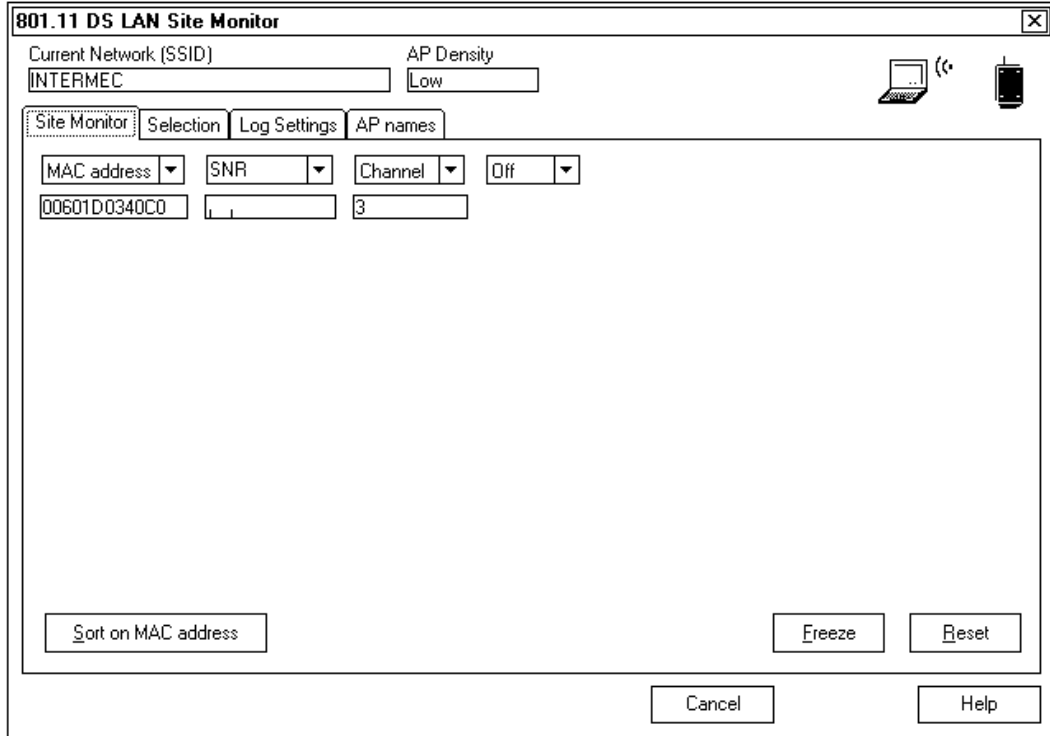 801.11 DS LAN Site Monitor
Current Network (SSID) AP Density
INTERMEC Low
Site Monitor Selection Log Settings AP names
MAC address SNR Channel Off
00601D0340C0 3
Sort on MAC address Freeze Reset
Cancel Help